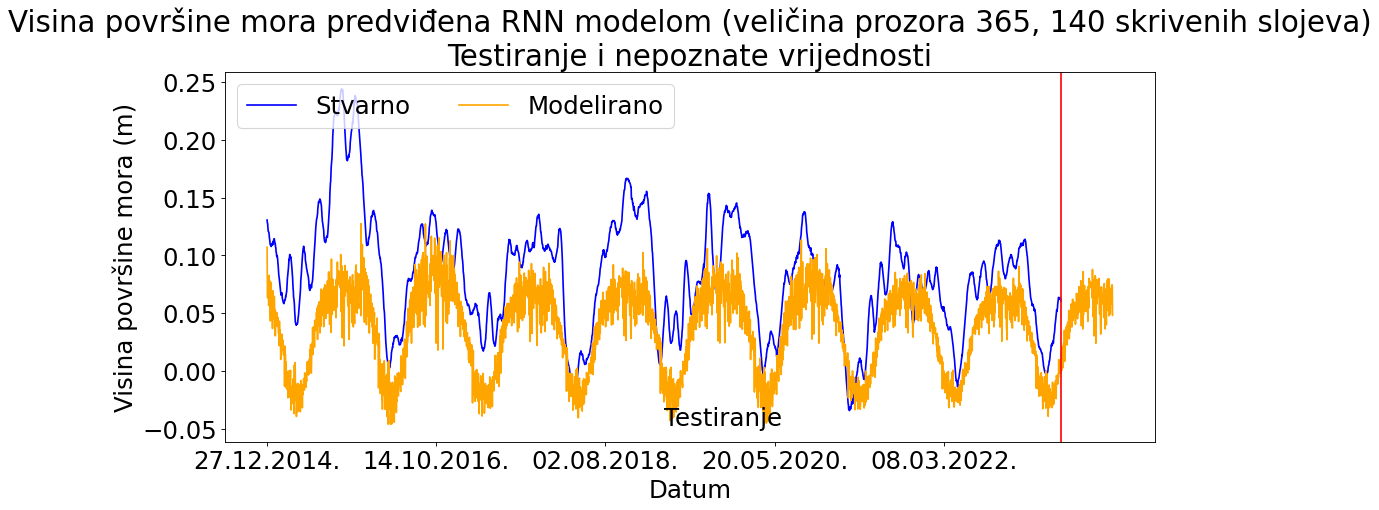 Visina površine mora predviđena RNN modelom (veličina prozora 365, 140 skrivenih slojeva)
Testiranje i nepoznate vrijednosti
Stvarno
Modelirano
Visina površine mora (m)
0.25
0.20
0.15
0.10
0.05
0.00
−0.05
Testiranje
27.12.2014.
14.10.2016.
02.08.2018.
20.05.2020.
08.03.2022.
Datum